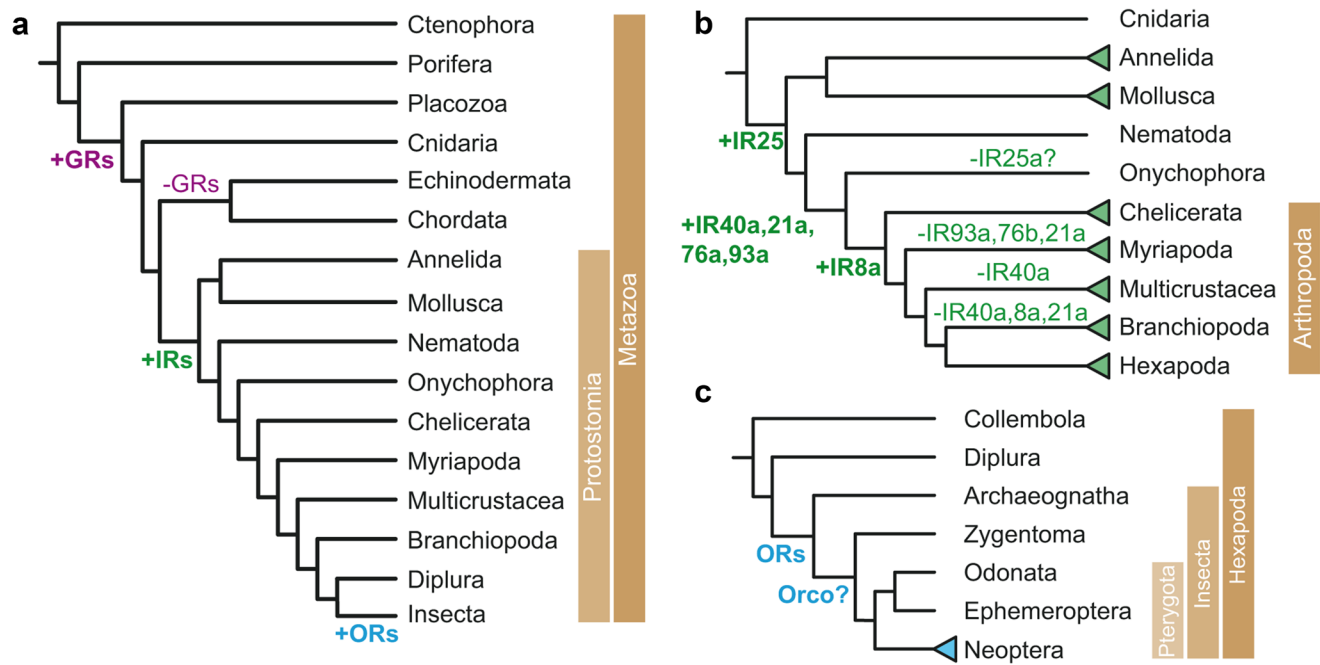 a
Ctenophora
Porifera
Placozoa
+GRs
Cnidaria
-GRs
Echinodermata
Chordata
Annelida
Mollusca
+IRs
Nematoda
Onychophora
Chelicerata
Myriapoda
Multicrustacea
Branchiopoda
Diplura
Insecta
+ORs
Protostomia
Metazoa
b
Cnidaria
Annelida
Mollusca
+IR25
Nematoda
-IR25a?
Onychophora
+IR40a,21a,
76a,93a
Chelicerata
+IR8a
-IR93a,76b,21a
Myriapoda
-IR40a
Multicrustacea
-IR40a,8a,21a
Branchiopoda
Hexapoda
Arthropoda
c
Collembola
Diplura
Archaeognatha
ORs
Zygentoma
Orco?
Odonata
Ephemeroptera
Neoptera
Pterygota
Insecta
Hexapoda